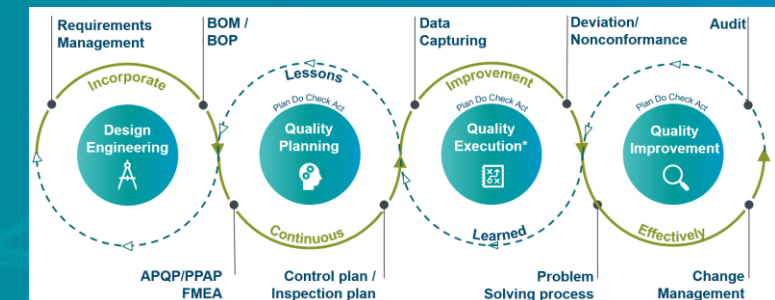 Requirements
Management
BOM /
BOP
Data
Capturing
Deviation/
Nonconformance
Audit
Incorporate
Lessons
Improvement
Plan Do Check Act
Plan Do Check Act
Plan Do Check Act
Design
Engineering
Quality
Planning
Quality
Execution*
Quality
Improvement
Continuous
Learned
Effectively
APQP/PPAP
FMEA
Control plan /
Inspection plan
Problem
Solving process
Change
Management